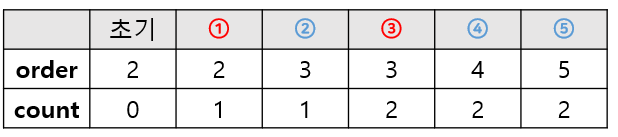 초기 ① ② ③ ④ ⑤
order 2 2 3 3 4 5
count 0 1 1 2 2 2